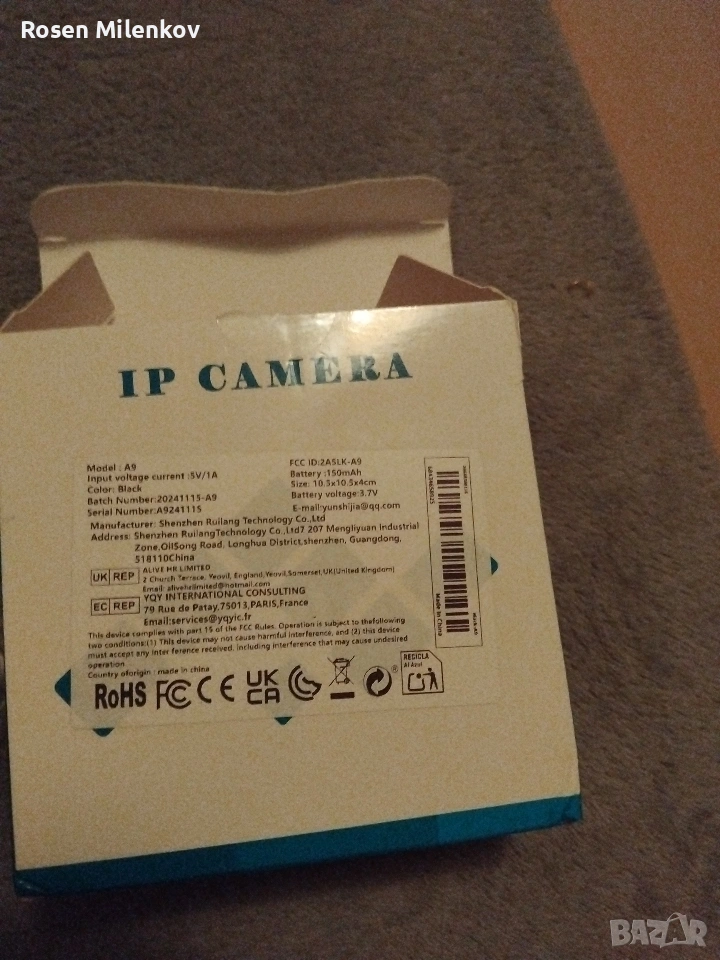 Rosen Milenkov
IP CAMERA
Model : A9
Input voltage current :5V/1A
Color: Black
Batch Number:20241115-A9
Serial Number:A9241115
FCC ID:2A5LK-A9
Battery :150mAh
Size: 10.5x10.5x4cm
Battery voltage:3.7V
E-mail:yunshijia@qq.com
Manufacturer: Shenzhen Ruilang Technology Co.,Ltd
Address: Shenzhen RuilangTechnology Co.,Ltd7 207 Mengliyuan Industrial
Zone,OilSong Road, Longhua District,shenzhen, Guangdong,
518110China
UK REP
ALIVE HR LIMITED
2 Church Terrace, Yeovil, England,Yeovil,Somerset,UK(United Kingdom)
Email: alivehrlimited@hotmail.com
EC REP
YQY INTERNATIONAL CONSULTING
79 Rue de Patay,75013,PARIS,France
Email:services@yqyic.fr
This device complies with part 15 of the FCC Rules. Operation is subject to thefollowing
two conditions:(1) This device may not cause harmful interference, and (2) this device
must accept any interference received, including interference that may cause undesired
operation
Country oforigin : made in china
RoHS FC CE UK CA
RECICLA
Al Azul
Made in China
BAZAR